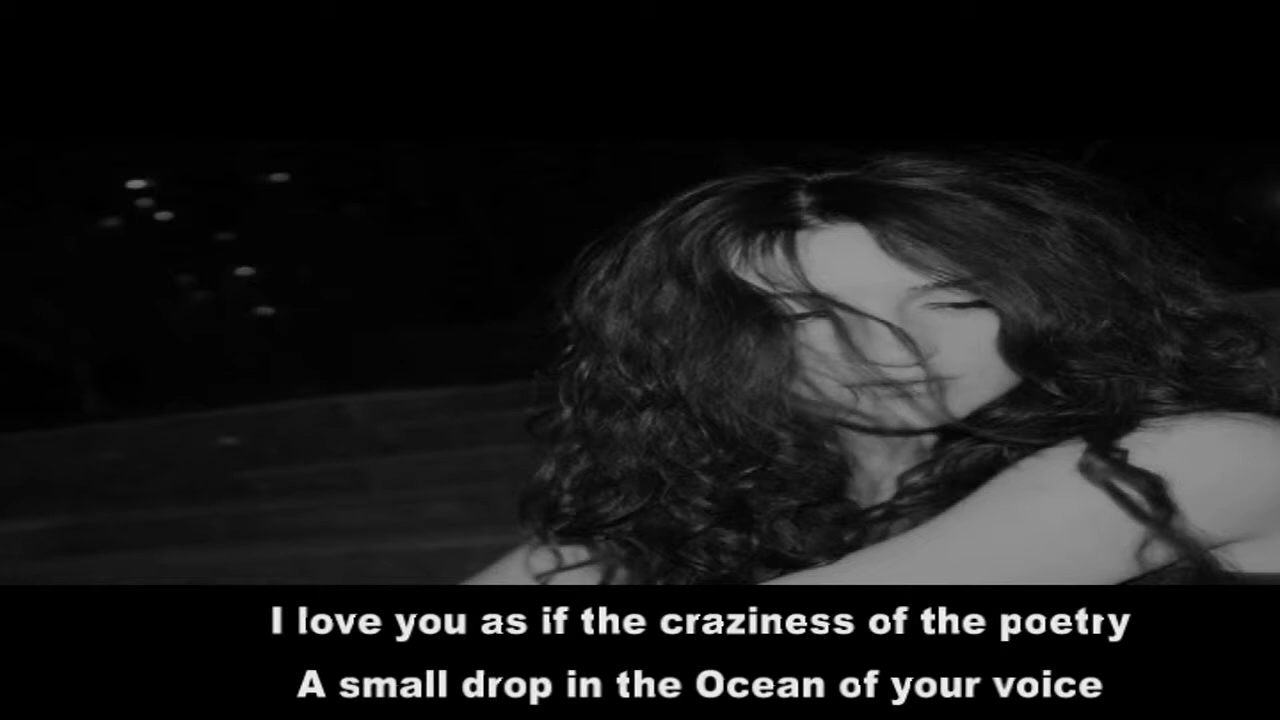 I love you as if the craziness of the poetry
A small drop in the Ocean of your voice